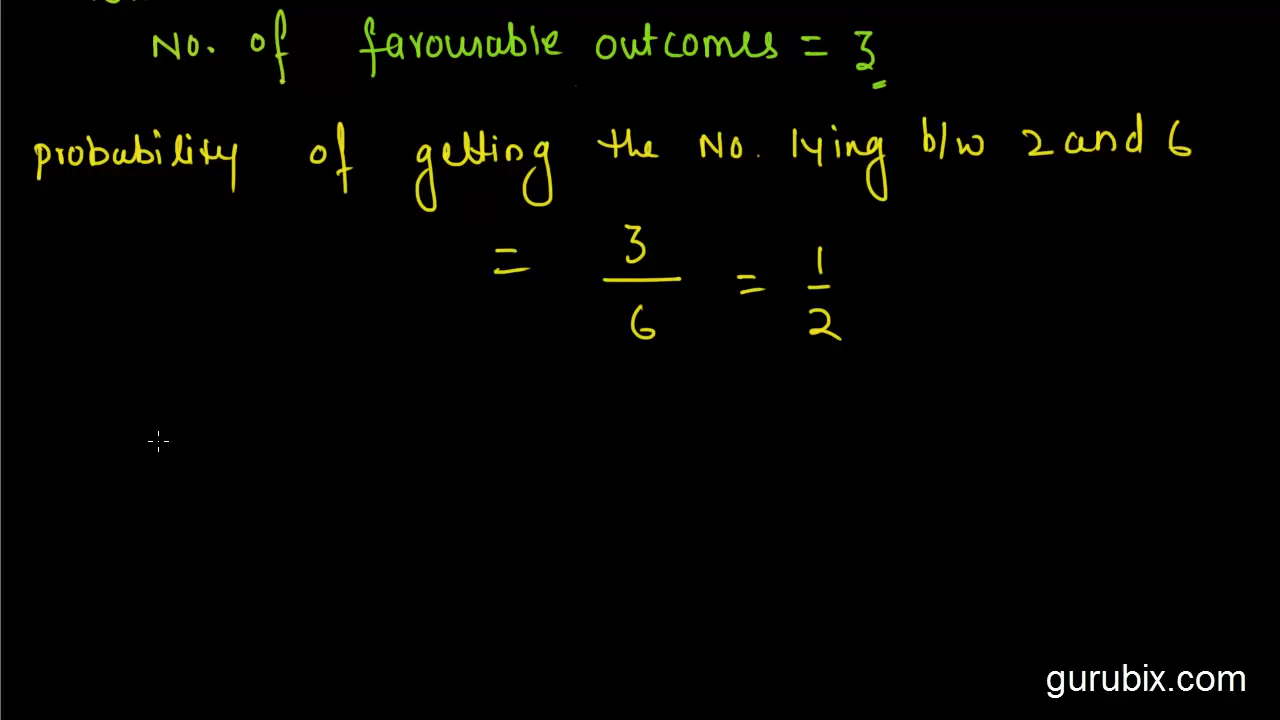 No. of favourable outcomes = 3
probability of getting the No. lying b/w 2 and 6
= 3/6 = 1/2
gurubix.com